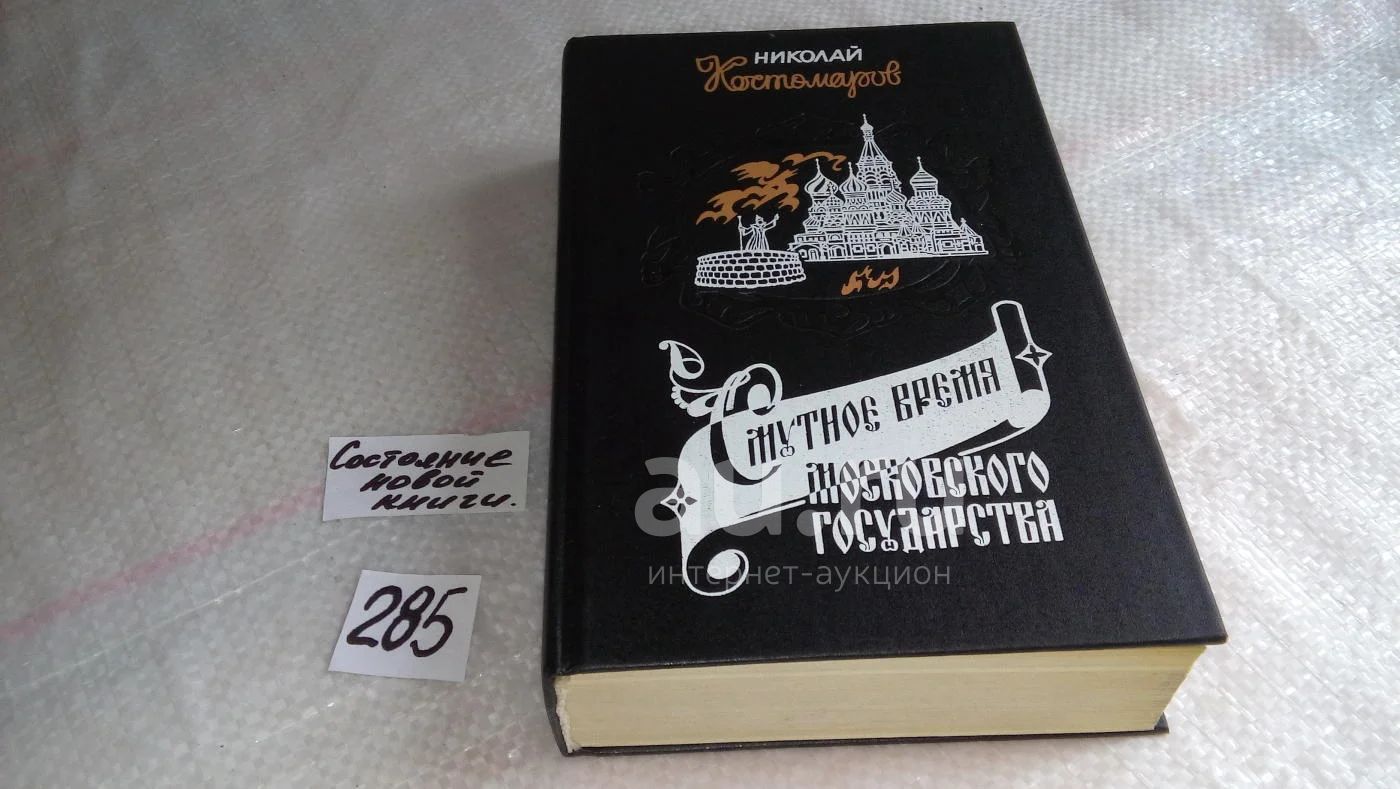 НИКОЛАЙ
Костомаров
СМУТНОЕ ВРЕМЯ
МОСКОВСКОГО
ГОСУДАРСТВА
au.ru
интернет-аукцион
Состояние
новой
книги.
285